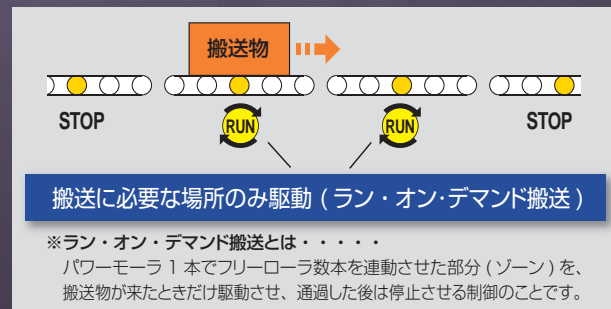 搬送物
STOP
RUN
RUN
STOP
搬送に必要な場所のみ駆動 ( ラン・オン・デマンド搬送 )
※ラン・オン・デマンド搬送とは・・・・・
パワーモーラ 1 本でフリーローラ数本を連動させた部分 ( ゾーン ) を、
搬送物が来たときだけ駆動させ、通過した後は停止させる制御のことです。